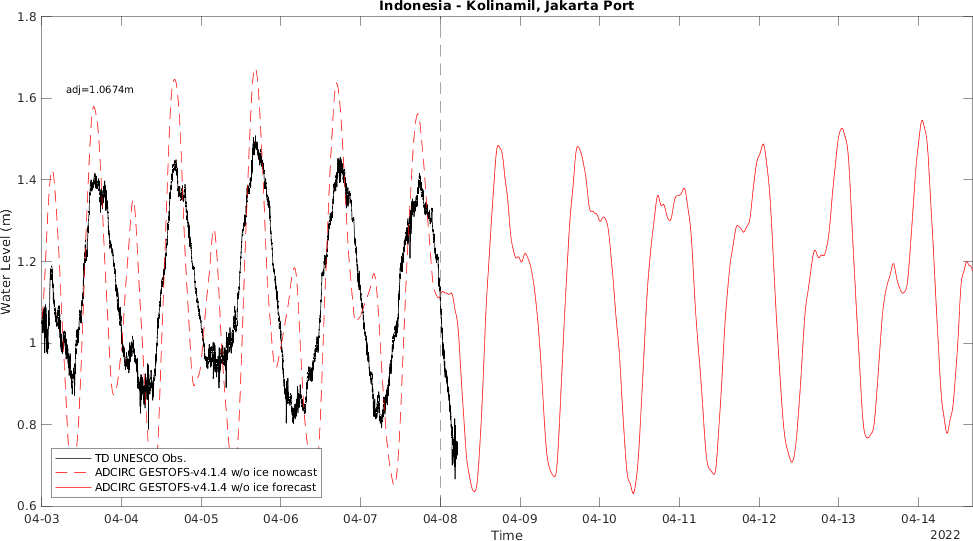 Indonesia - Kolinamil, Jakarta Port
1.8
1.6
1.4
1.2
1
0.8
0.6
Water Level (m)
adj=1.0674m
TD UNESCO Obs.
ADCIRC GESTOFS-v4.1.4 w/o ice nowcast
ADCIRC GESTOFS-v4.1.4 w/o ice forecast
04-03 04-04 04-05 04-06 04-07 04-08 04-09 04-10 04-11 04-12 04-13 04-14
Time
2022